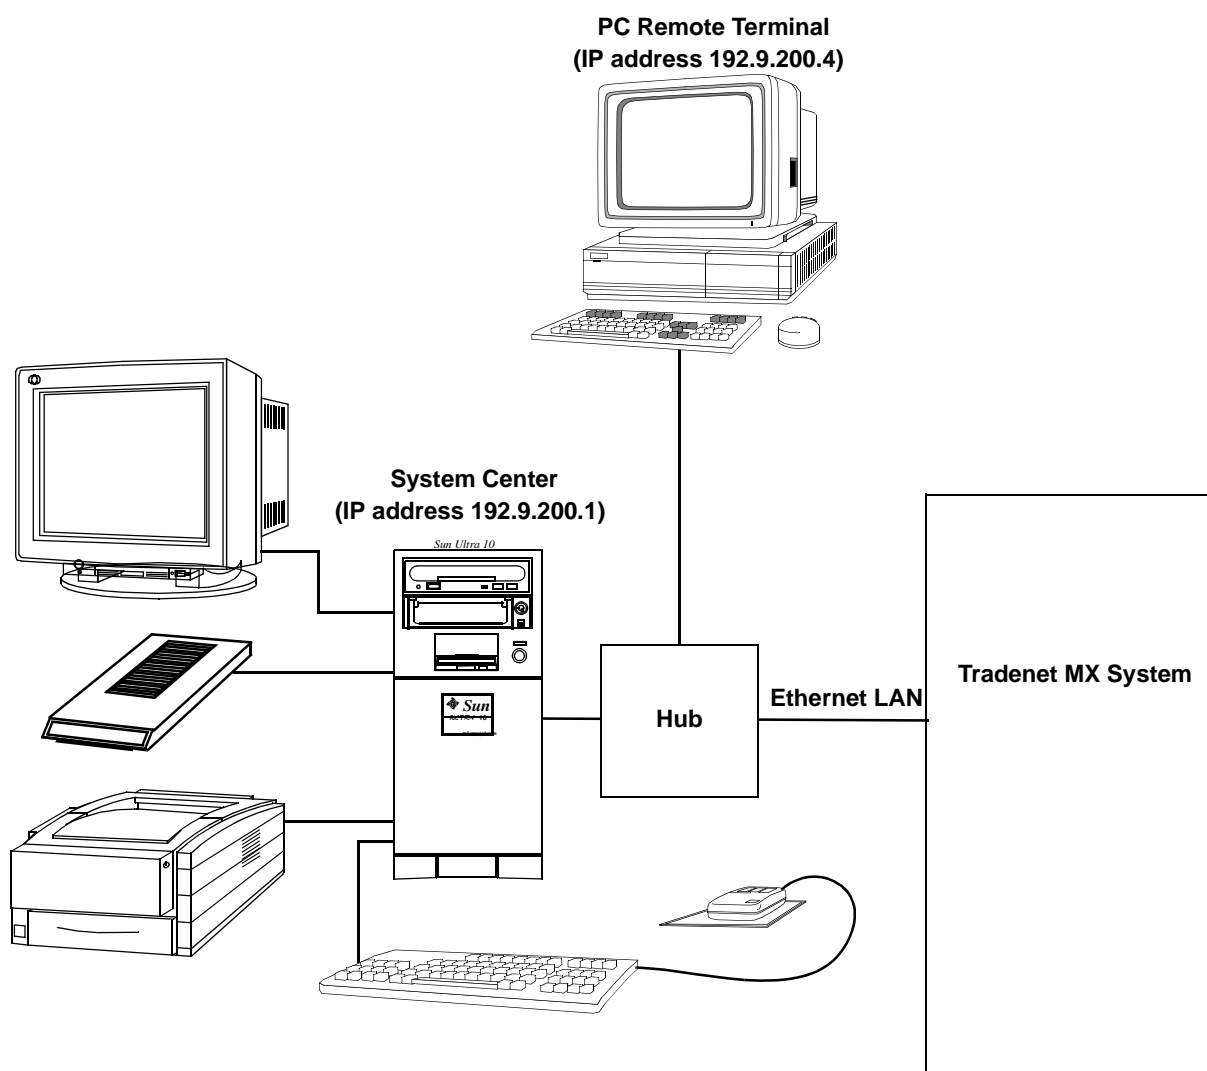 PC Remote Terminal
(IP address 192.9.200.4)
System Center
(IP address 192.9.200.1)
Sun Ultra 10
Sun
Hub
Ethernet LAN
Tradenet MX System